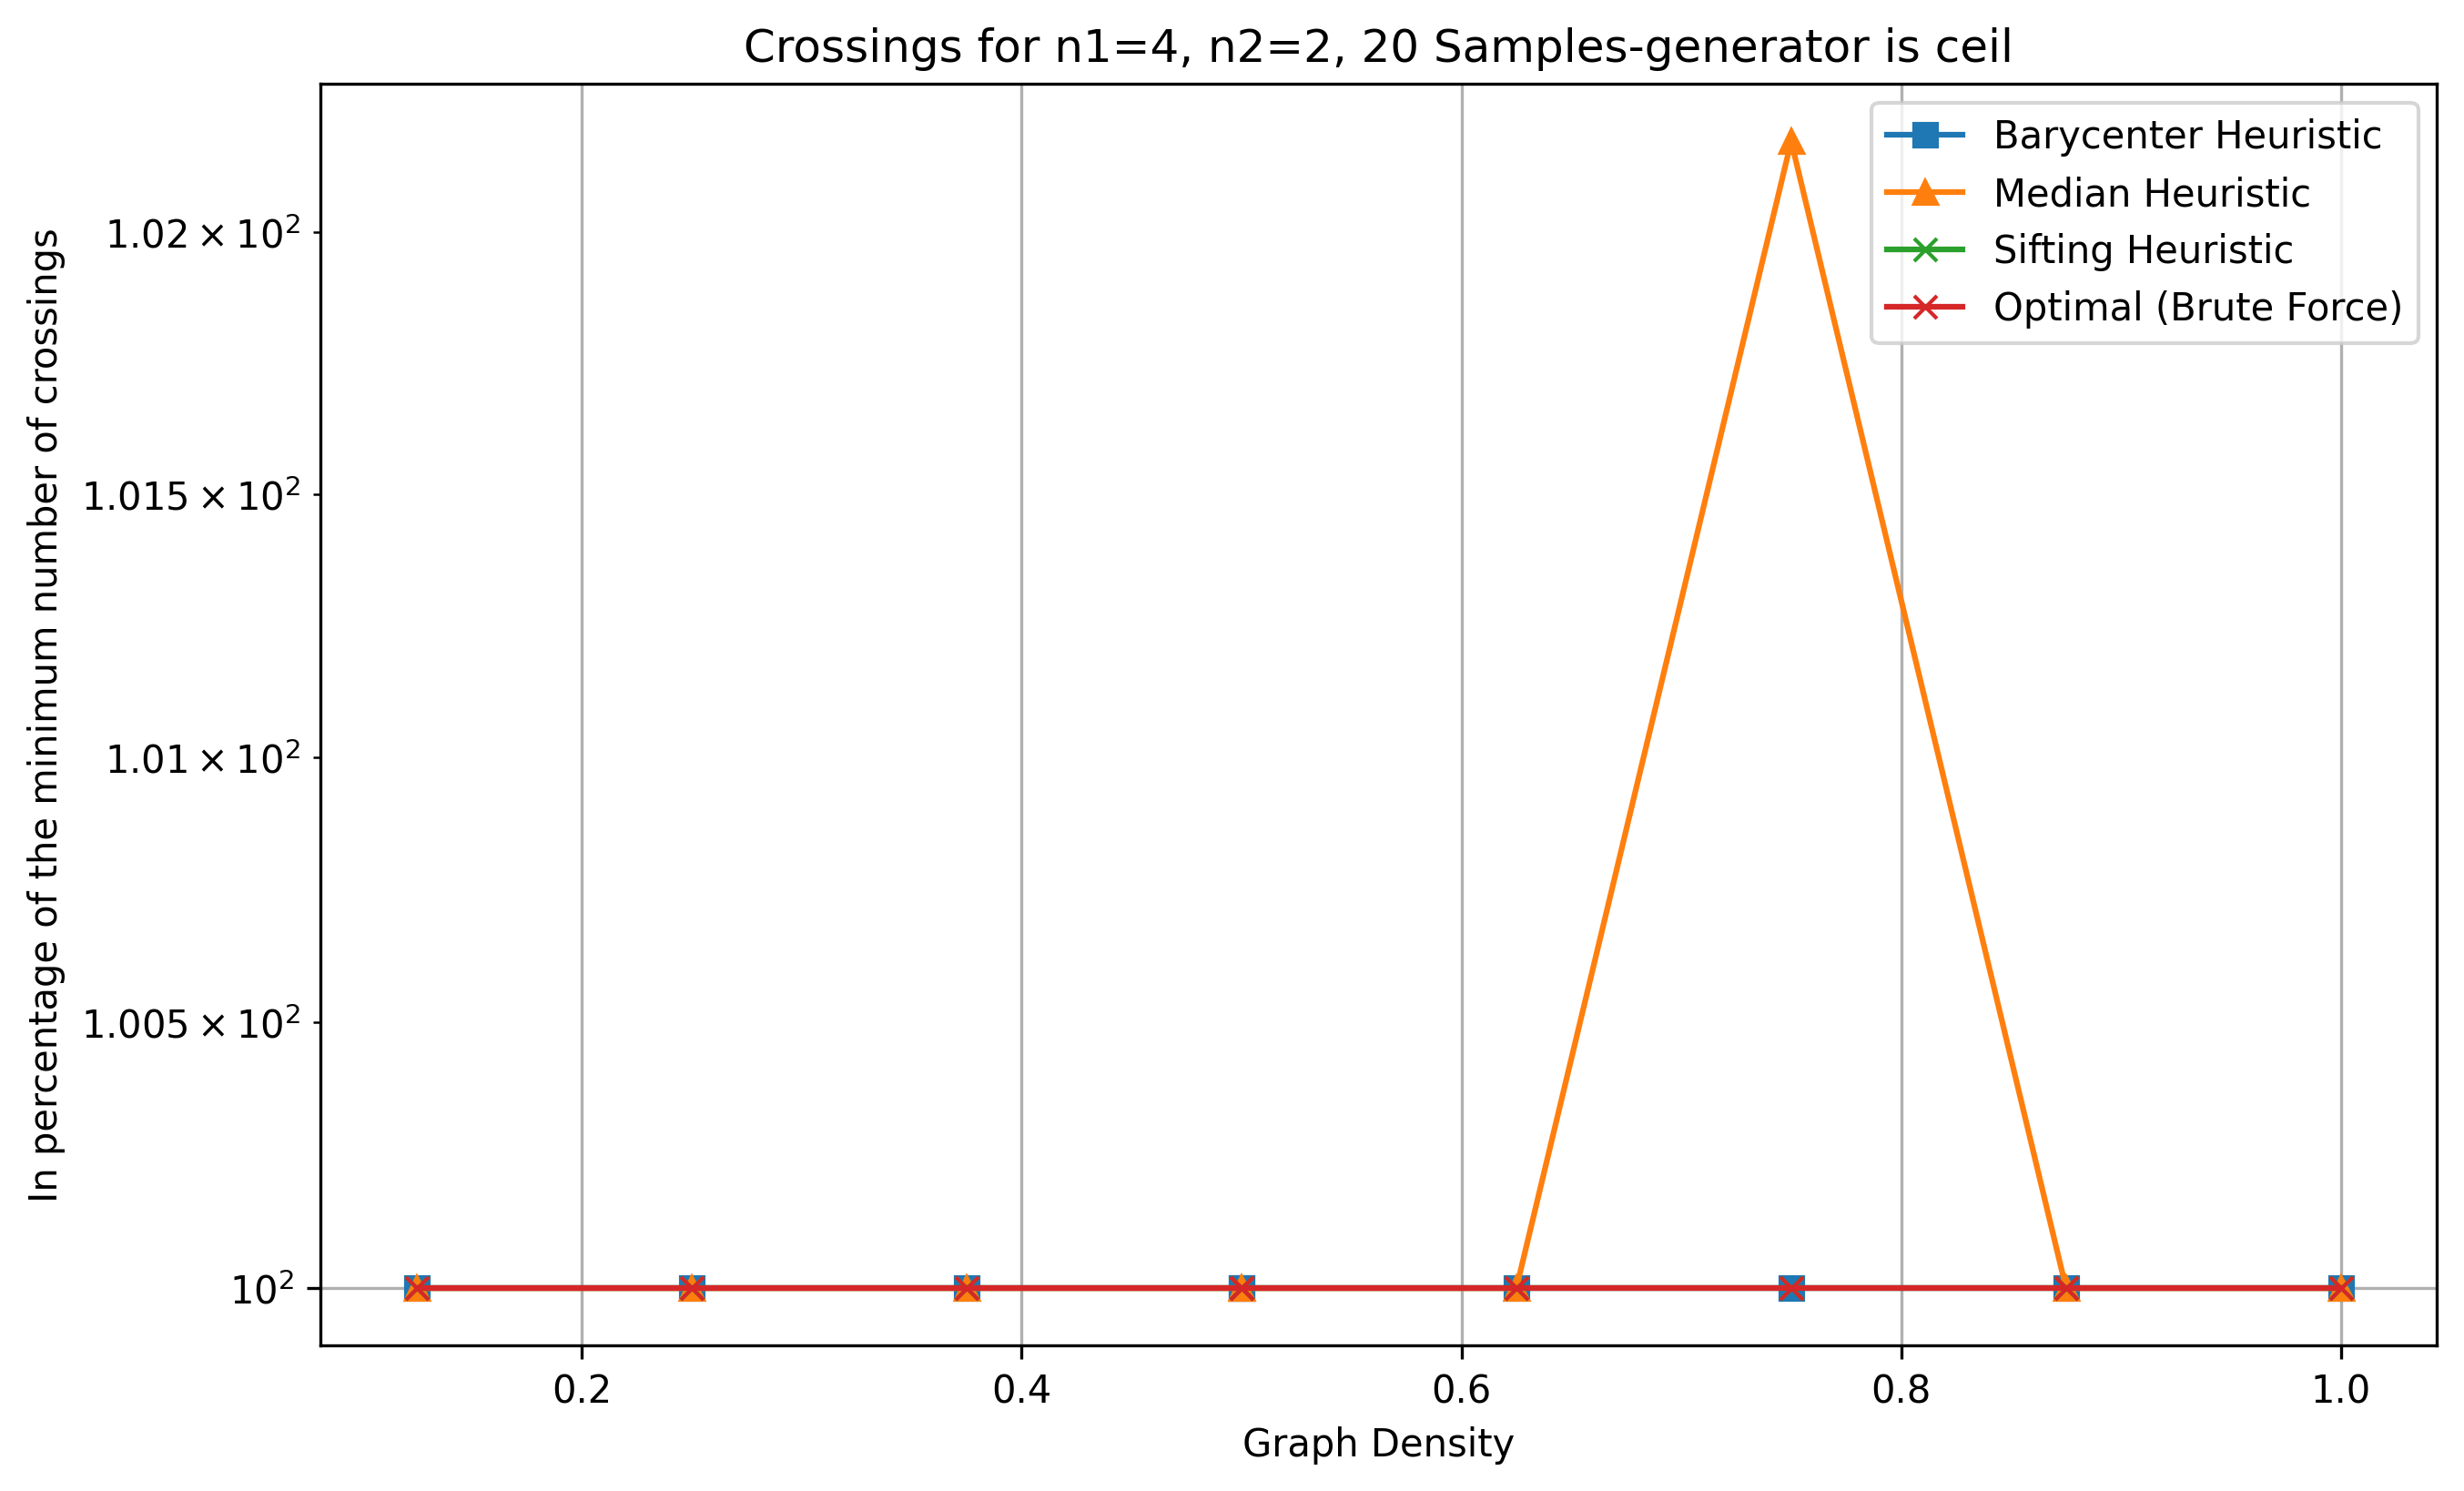 Crossings for n1=4, n2=2, 20 Samples-generator is ceil
Barycenter Heuristic
Median Heuristic
Sifting Heuristic
Optimal (Brute Force)
In percentage of the minimum number of crossings
1.02 × 10²
1.015 × 10²
1.01 × 10²
1.005 × 10²
10²
0.2 0.4 0.6 0.8 1.0
Graph Density